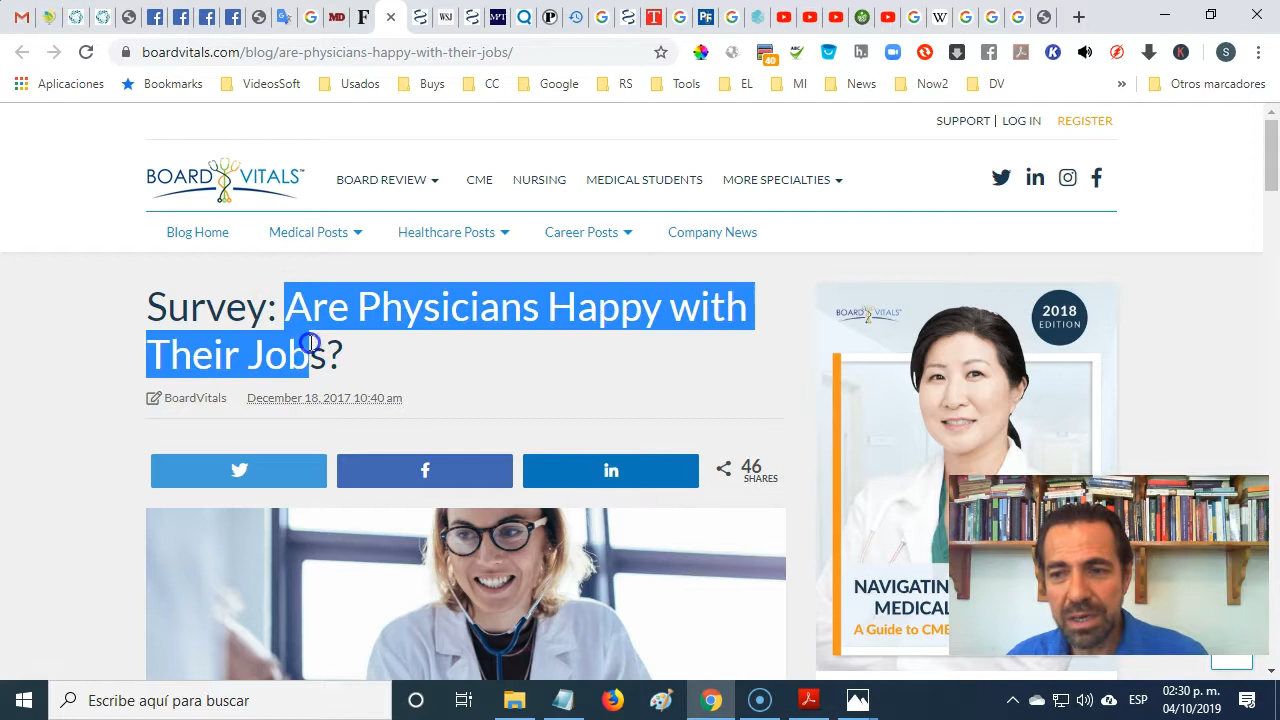 boardvitals.com/blog/are-physicians-happy-with-their-jobs/
40
S
Aplicaciones
Bookmarks
VideosSoft
Usados
Buys
CC
Google
RS
Tools
EL
MI
News
Now2
DV
»
Otros marcadores
SUPPORT | LOG IN REGISTER
BOARD VITALS
BOARD REVIEW
CME
NURSING
MEDICAL STUDENTS
MORE SPECIALTIES
Blog Home
Medical Posts
Healthcare Posts
Career Posts
Company News
Survey: Are Physicians Happy with
Their Jobs?
BoardVitals
December 18, 2017 10:40 am
46
SHARES
BOARD VITALS
2018
EDITION
NAVIGATIN
MEDICAL
A Guide to CME
Escribe aquí para buscar
ESP
02:30 p. m.
04/10/2019